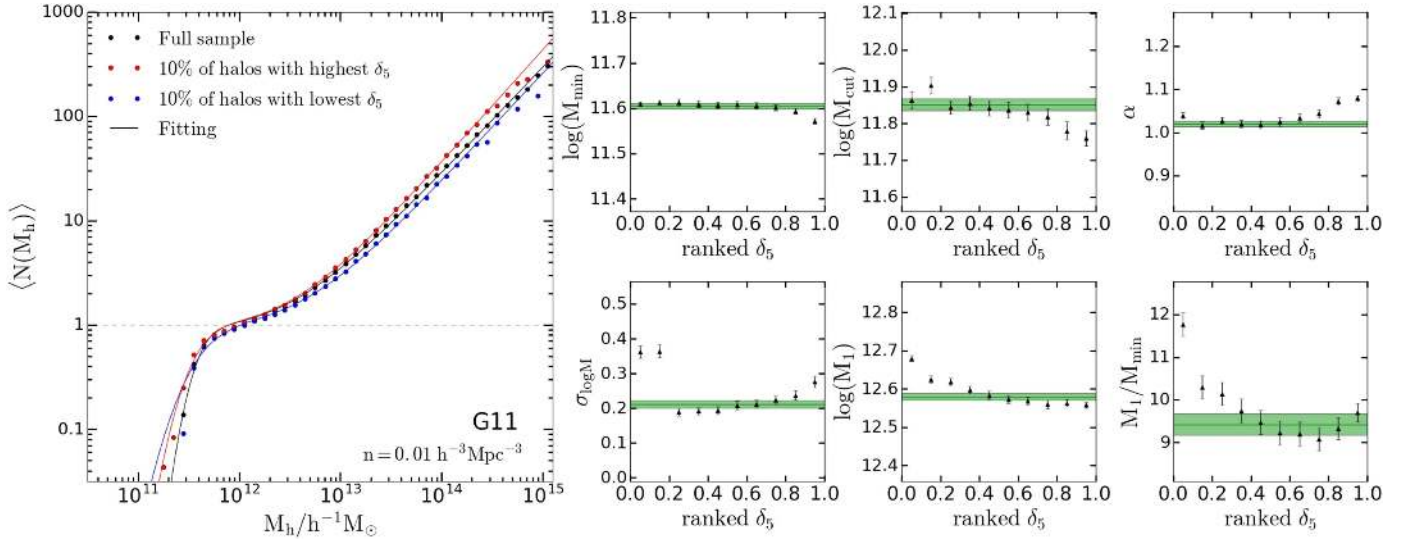 1000
100
10
1
0.1
⟨N(M_h)⟩
Full sample
10% of halos with highest δ_5
10% of halos with lowest δ_5
Fitting
G11
n = 0.01 h^{-3}Mpc^{-3}
10^{11} 10^{12} 10^{13} 10^{14} 10^{15}
M_h/h^{-1}M_⊙
log(M_min)
11.8
11.7
11.6
11.5
11.4
0.0 0.2 0.4 0.6 0.8 1.0
ranked δ_5
log(M_cut)
12.1
12.0
11.9
11.8
11.7
11.6
0.0 0.2 0.4 0.6 0.8 1.0
ranked δ_5
α
1.2
1.1
1.0
0.9
0.8
0.0 0.2 0.4 0.6 0.8 1.0
ranked δ_5
σ_logM
0.5
0.4
0.3
0.2
0.1
0.0
0.0 0.2 0.4 0.6 0.8 1.0
ranked δ_5
log(M_1)
12.8
12.7
12.6
12.5
12.4
0.0 0.2 0.4 0.6 0.8 1.0
ranked δ_5
M_1/M_min
12
11
10
9
0.0 0.2 0.4 0.6 0.8 1.0
ranked δ_5